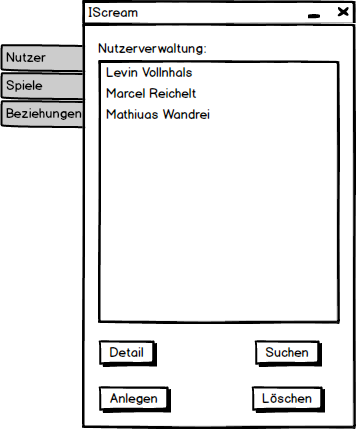 IScream
Nutzer
Spiele
Beziehungen
Nutzerverwaltung:
Levin Vollnhals
Marcel Reichelt
Mathiuas Wandrei
Detail
Suchen
Anlegen
Löschen